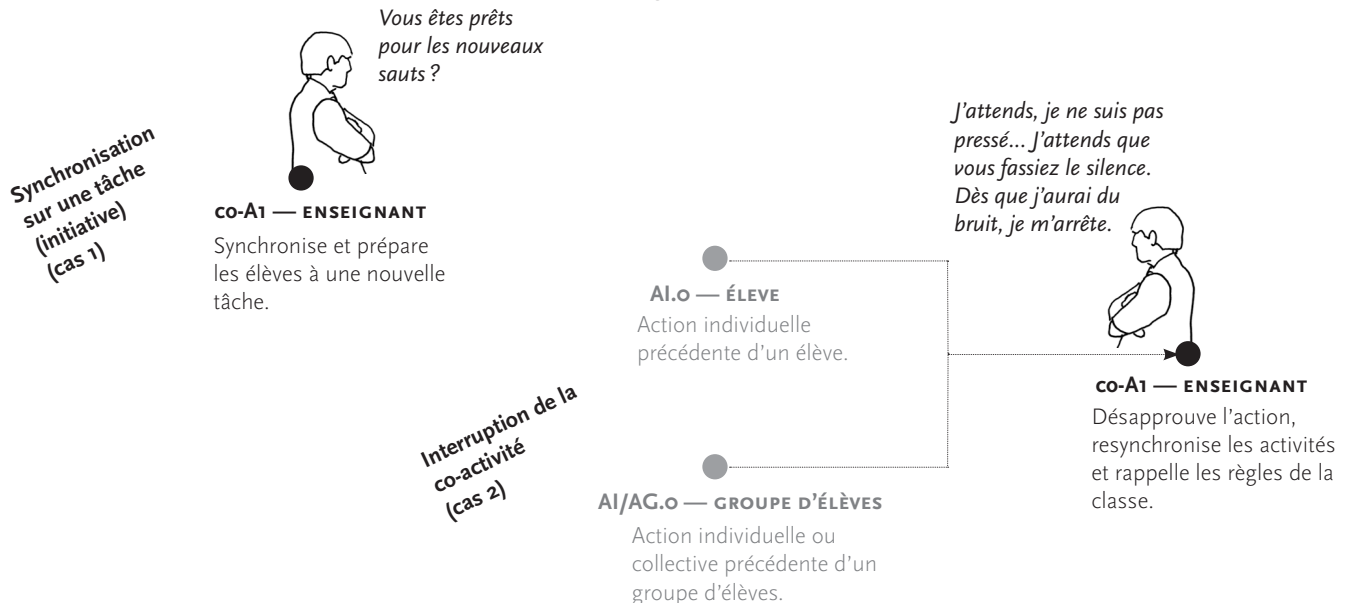 Vous êtes prêts
pour les nouveaux
sauts ?
Synchronisation
sur une tâche
(initiative)
(cas 1)
co-A1 — ENSEIGNANT
Synchronise et prépare
les élèves à une nouvelle
tâche.
J'attends, je ne suis pas
pressé... J'attends que
vous fassiez le silence.
Dès que j'aurai du
bruit, je m'arrête.
AI.0 — ÉLEVE
Action individuelle
précédente d'un élève.
co-A1 — ENSEIGNANT
Désapprouve l'action,
resynchronise les activités
et rappelle les règles de la
classe.
Interruption de la
co-activité
(cas 2)
AI/AG.0 — GROUPE D'ÉLÈVES
Action individuelle ou
collective précédente d'un
groupe d'élèves.